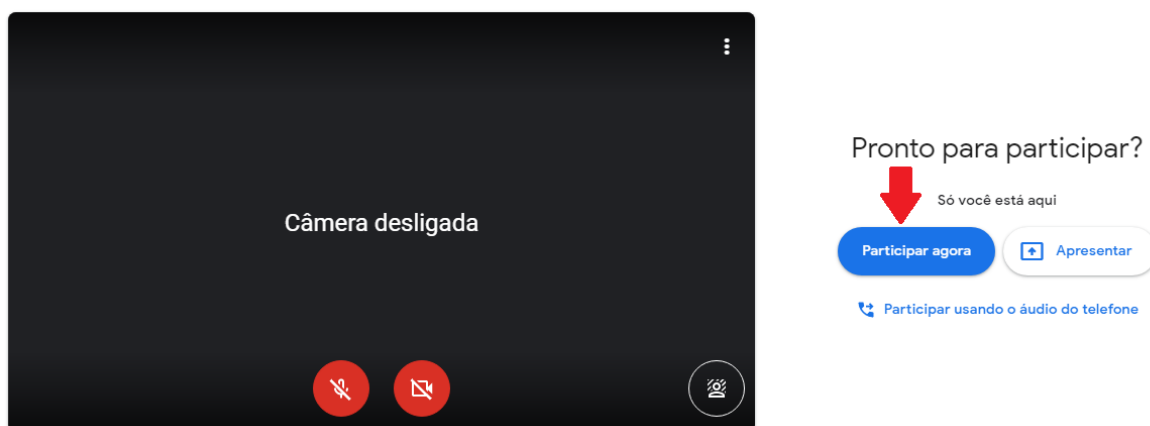 Câmera desligada
Pronto para participar?
Só você está aqui
Participar agora
Apresentar
Participar usando o áudio do telefone